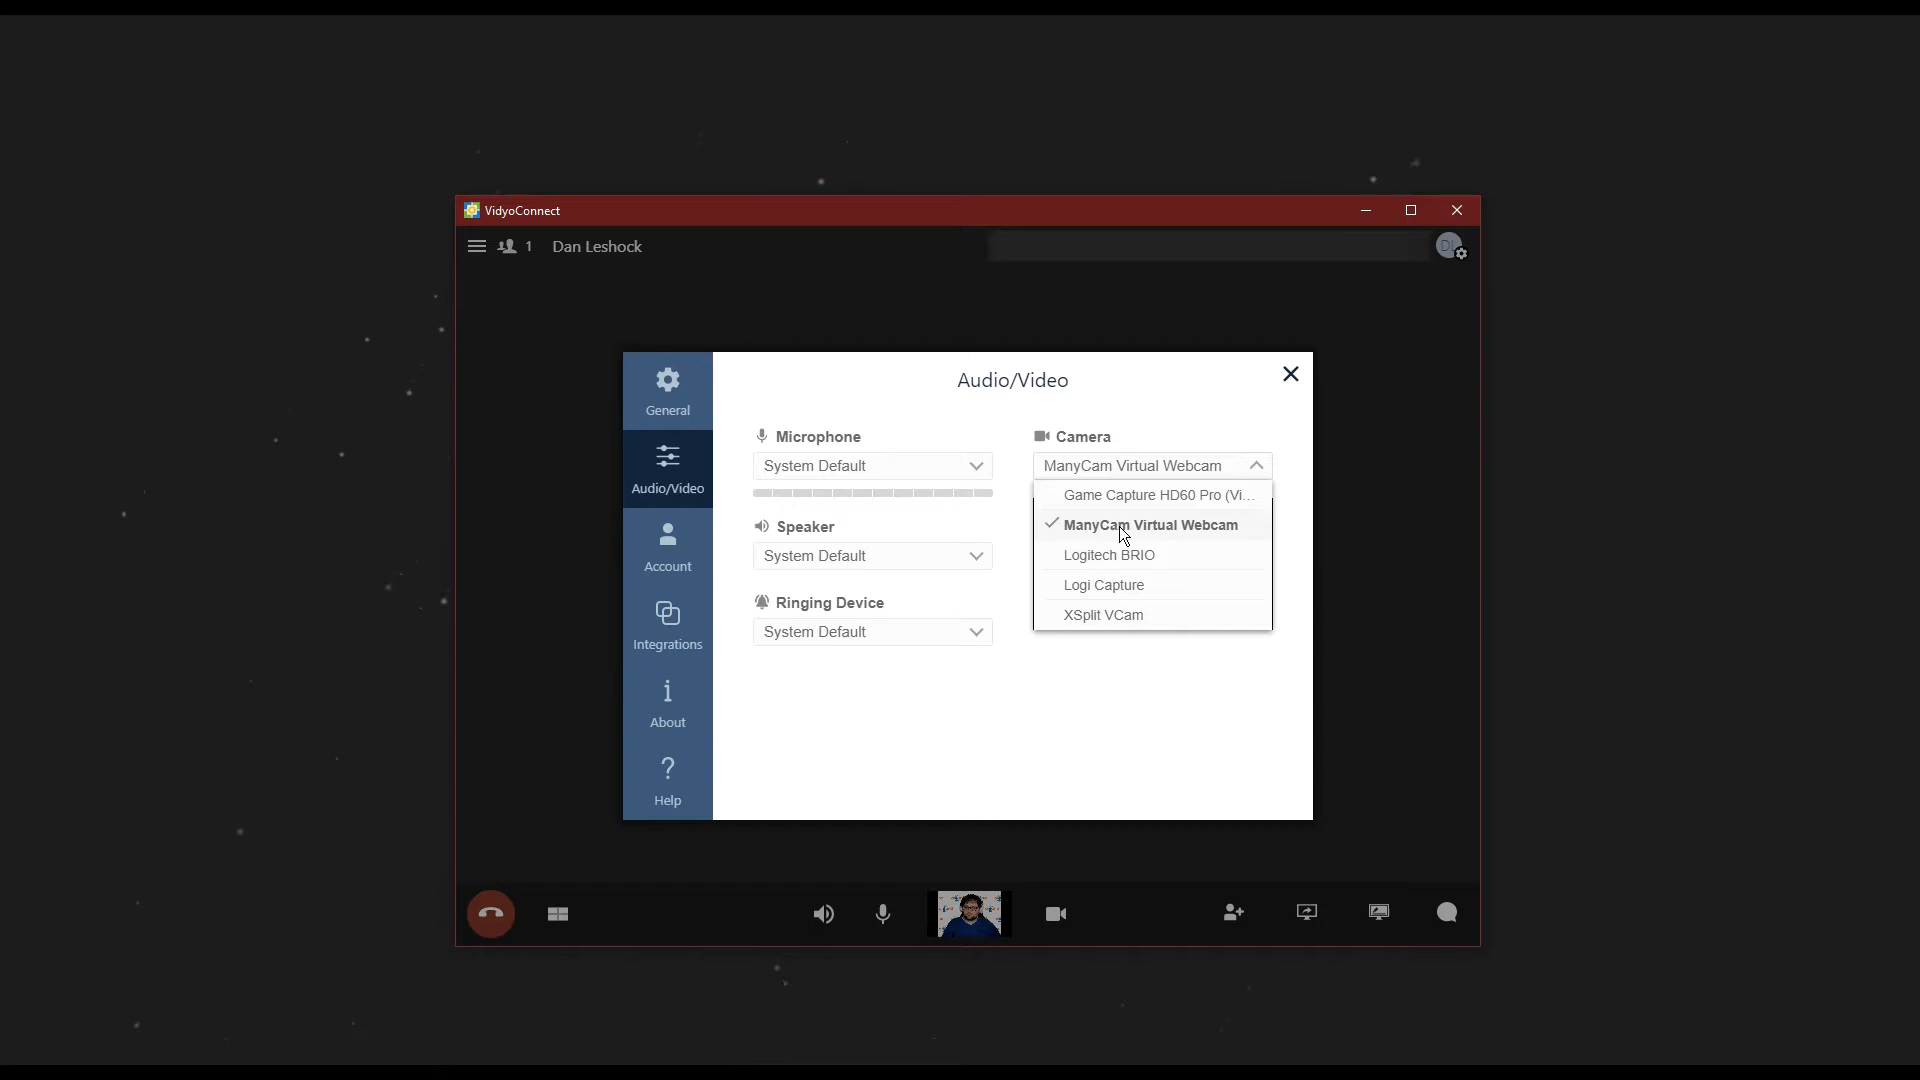 VidyoConnect
1 Dan Leshock
DL
General
Audio/Video
Account
Integrations
About
Help
Audio/Video
Microphone
System Default
Speaker
System Default
Ringing Device
System Default
Camera
ManyCam Virtual Webcam
Game Capture HD60 Pro (Vi...
ManyCam Virtual Webcam
Logitech BRIO
Logi Capture
XSplit VCam